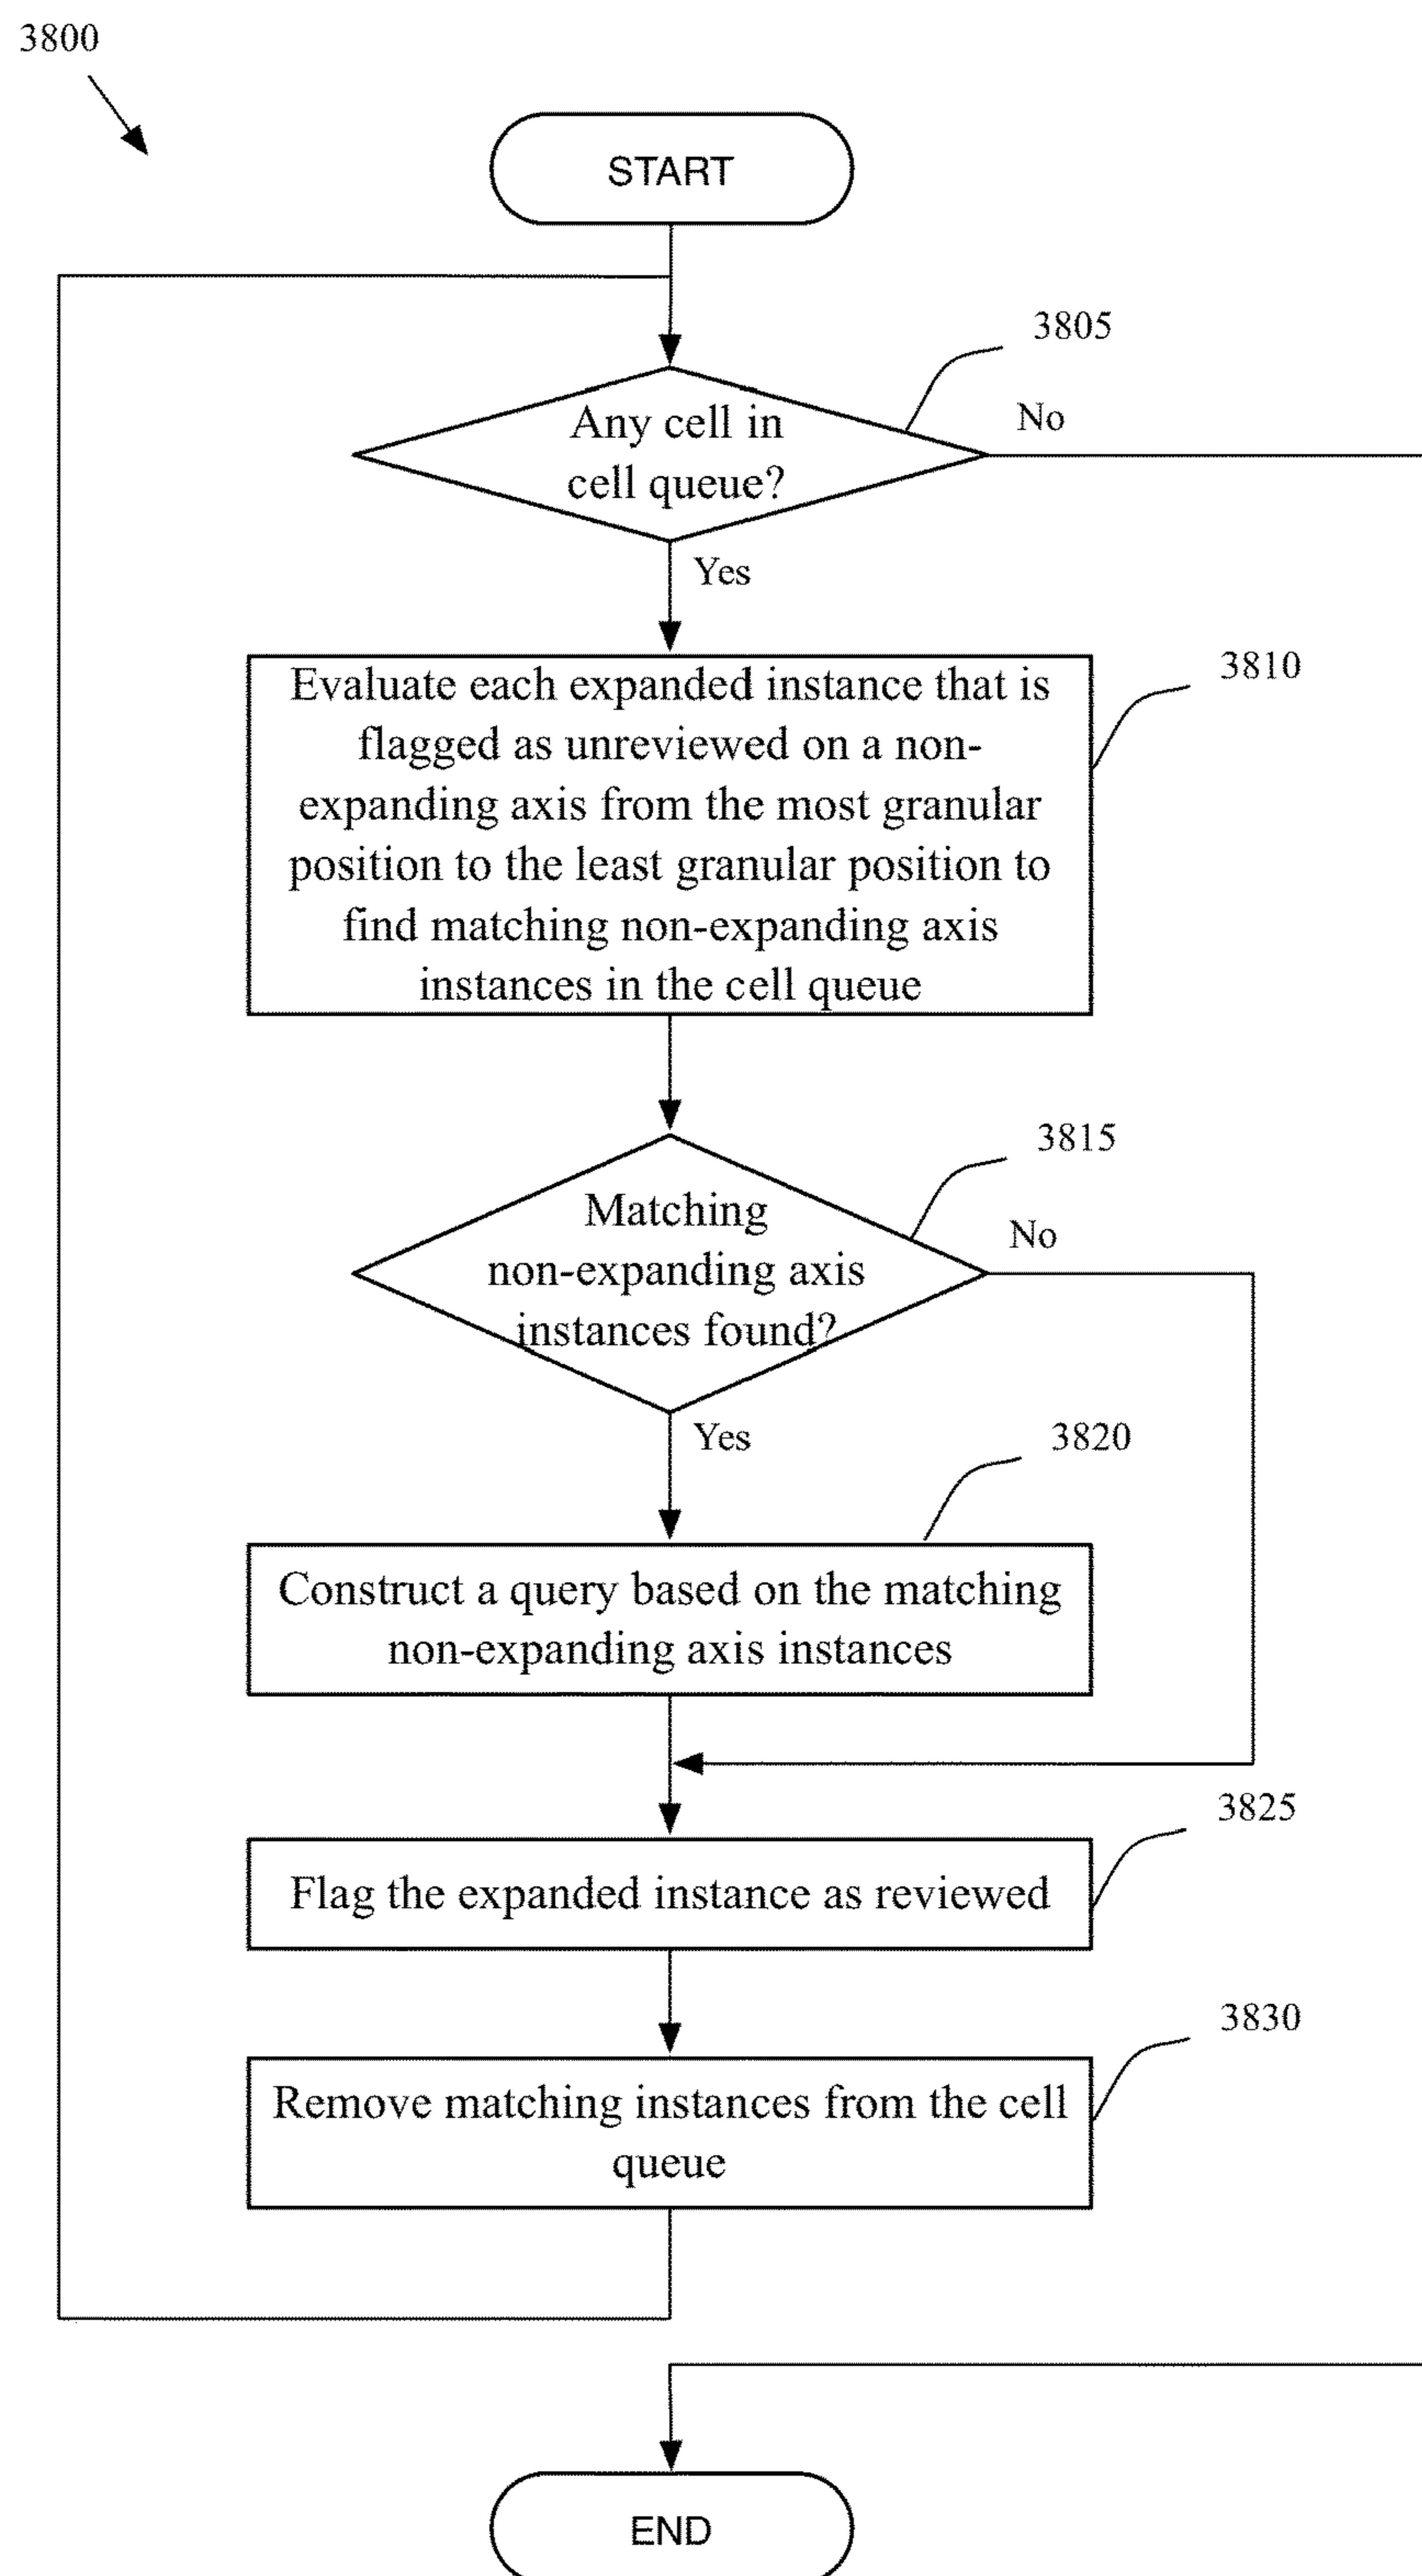 3800
START
3805
Any cell in
cell queue?
No
Yes
3810
Evaluate each expanded instance that is
flagged as unreviewed on a non-
expanding axis from the most granular
position to the least granular position to
find matching non-expanding axis
instances in the cell queue
3815
Matching
non-expanding axis
instances found?
No
Yes
3820
Construct a query based on the matching
non-expanding axis instances
3825
Flag the expanded instance as reviewed
3830
Remove matching instances from the cell
queue
END